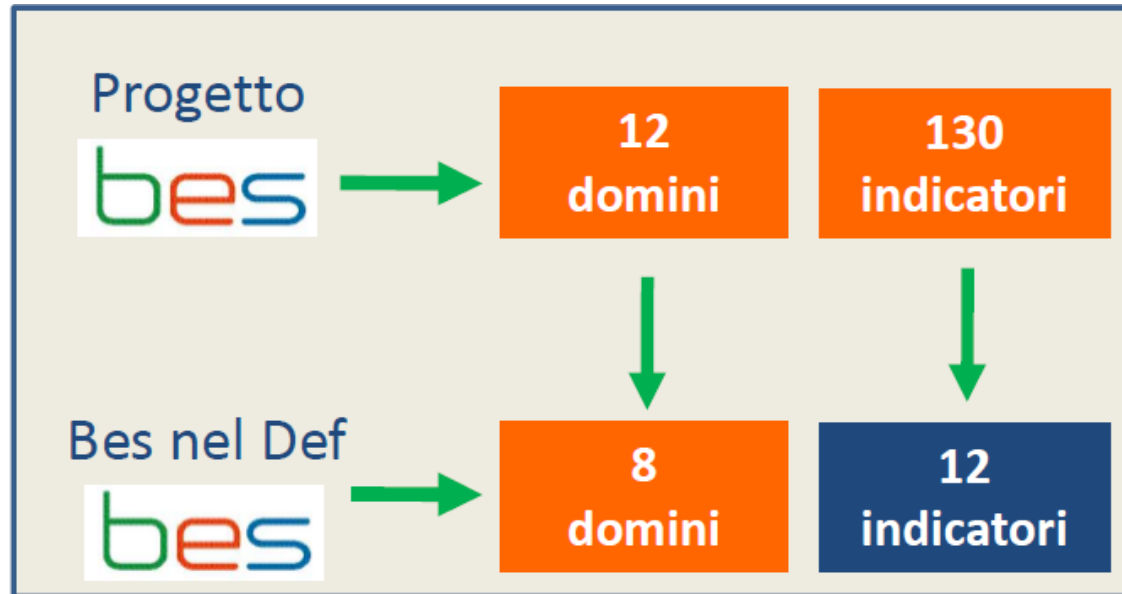 Progetto
bes
12
domini
130
indicatori
Bes nel Def
bes
8
domini
12
indicatori